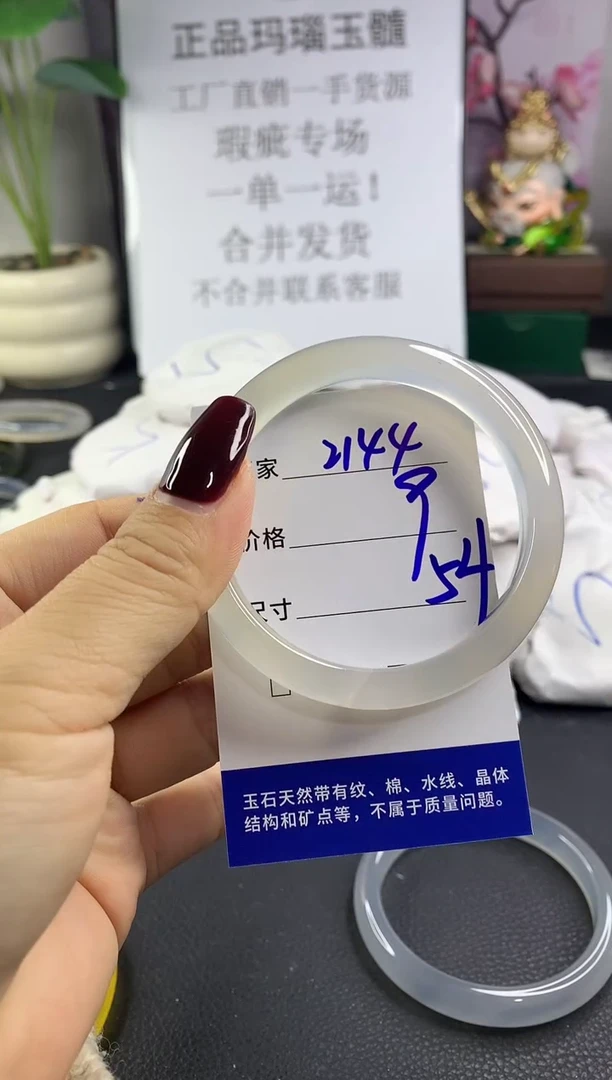 正品玛瑙玉髓
工厂直销一手货源
瑕疵专场
一单一运！
合并发货
不合并联系客服
家 2144
价格
尺寸 54
玉石天然带有纹、棉、水线、晶体
结构和矿点等，不属于质量问题。